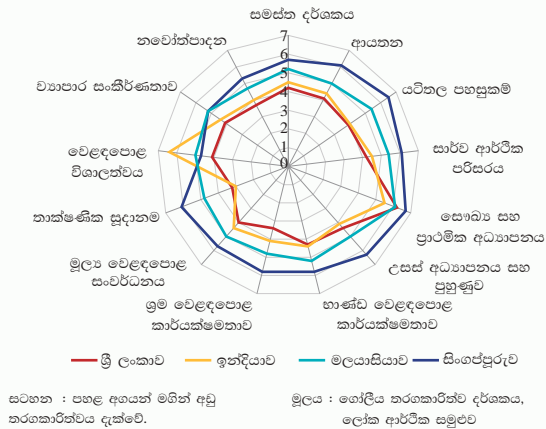 සමස්ත දර්ශකය
නවෝත්පාදන
ආයතන
ව්‍යාපාර සංකීර්ණතාව
යටිතල පහසුකම්
වෙළඳපොළ
විශාලත්වය
සාර්ව ආර්ථික
පරිසරය
තාක්ෂණික සූදානම
සෞඛ්‍ය සහ
ප්‍රාථමික අධ්‍යාපනය
මූල්‍ය වෙළඳපොළ
සංවර්ධනය
උසස් අධ්‍යාපනය සහ
පුහුණුව
ශ්‍රම වෙළඳපොළ
කාර්යක්ෂමතාව
භාණ්ඩ වෙළඳපොළ
කාර්යක්ෂමතාව
7
6
5
4
3
2
1
0
ශ්‍රී ලංකාව ඉන්දියාව මලයාසියාව සිංගප්පූරුව
සටහන : පහළ අගයන් මගින් අඩු
තරගකාරිත්වය දැක්වේ.
මූලය : ගෝලීය තරගකාරිත්ව දර්ශකය,
ලෝක ආර්ථික සමුළුව